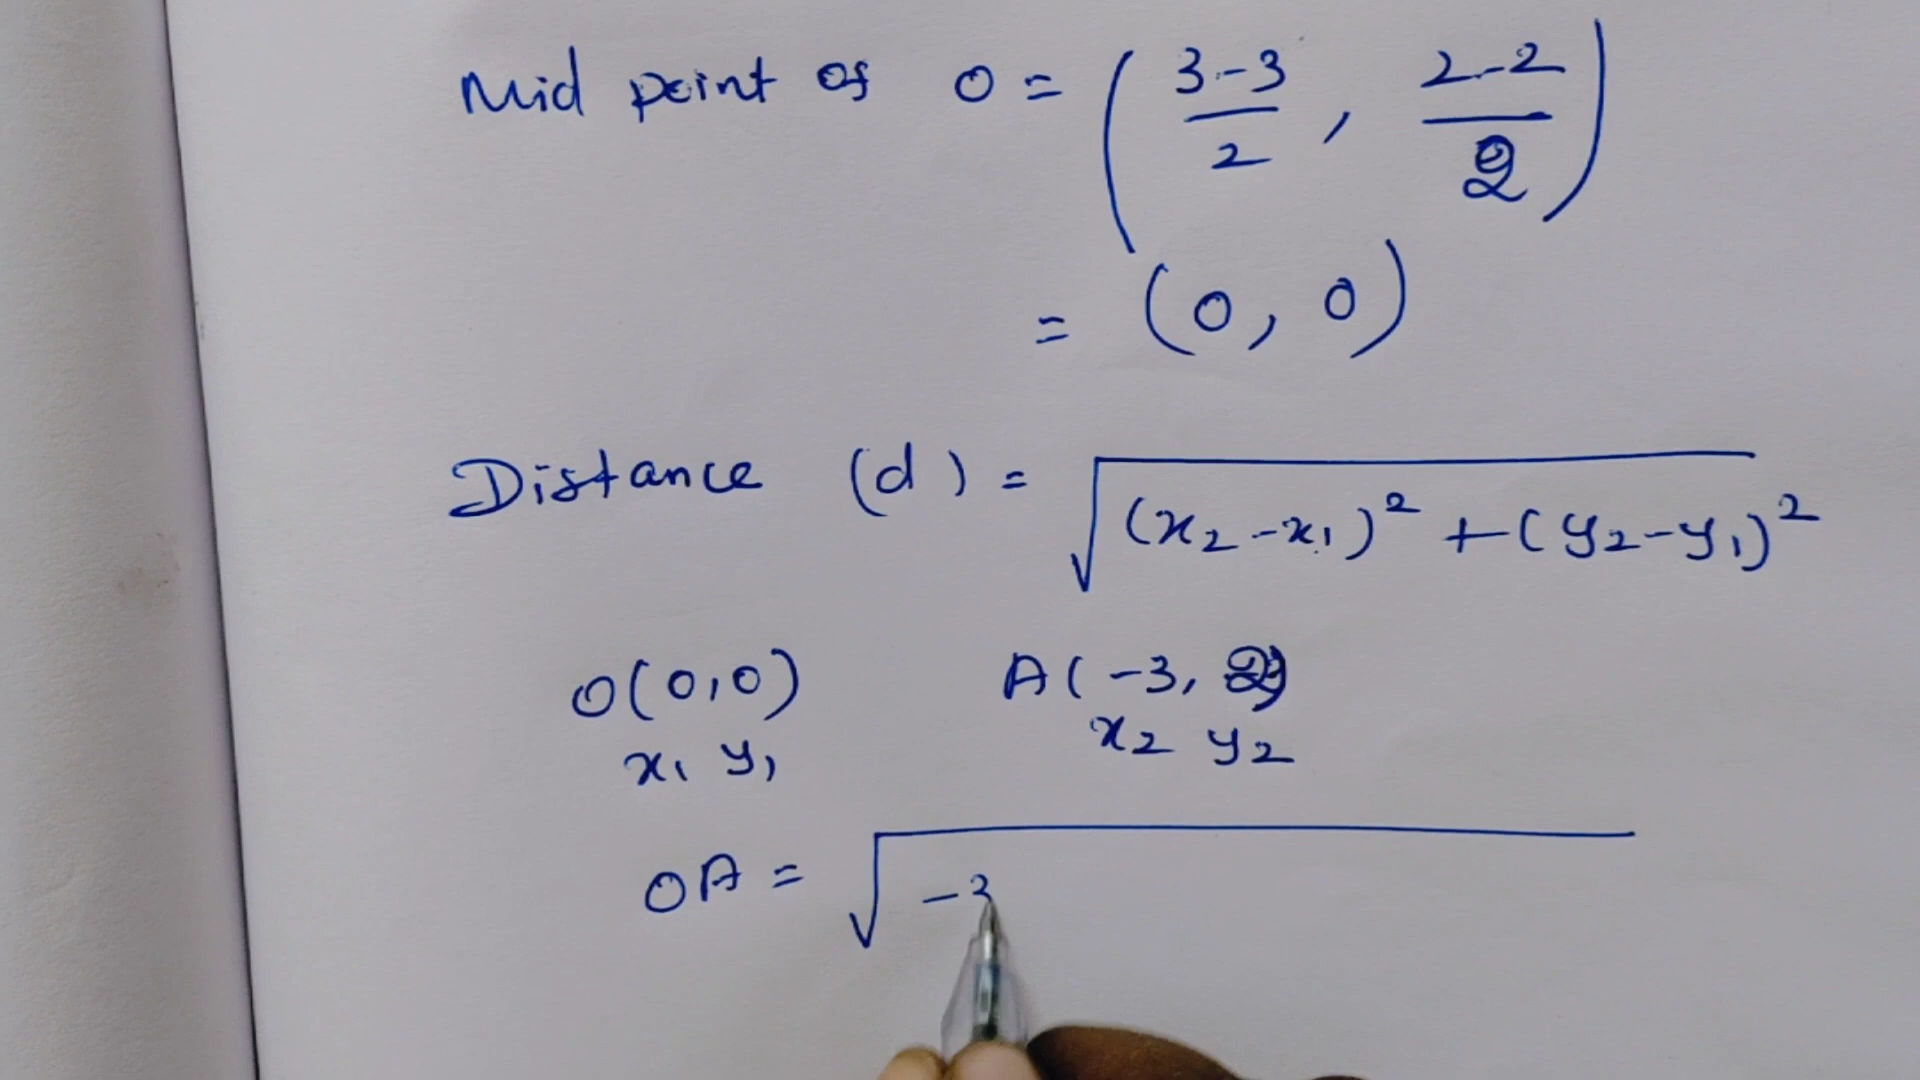 Mid point of O = ( 3-3/2 , 2-2/2 )
= (0, 0)
Distance (d) = √(x₂-x₁)² + (y₂-y₁)²
O(0,0) A(-3, 2)
x₁ y₁ x₂ y₂
OA = √-3